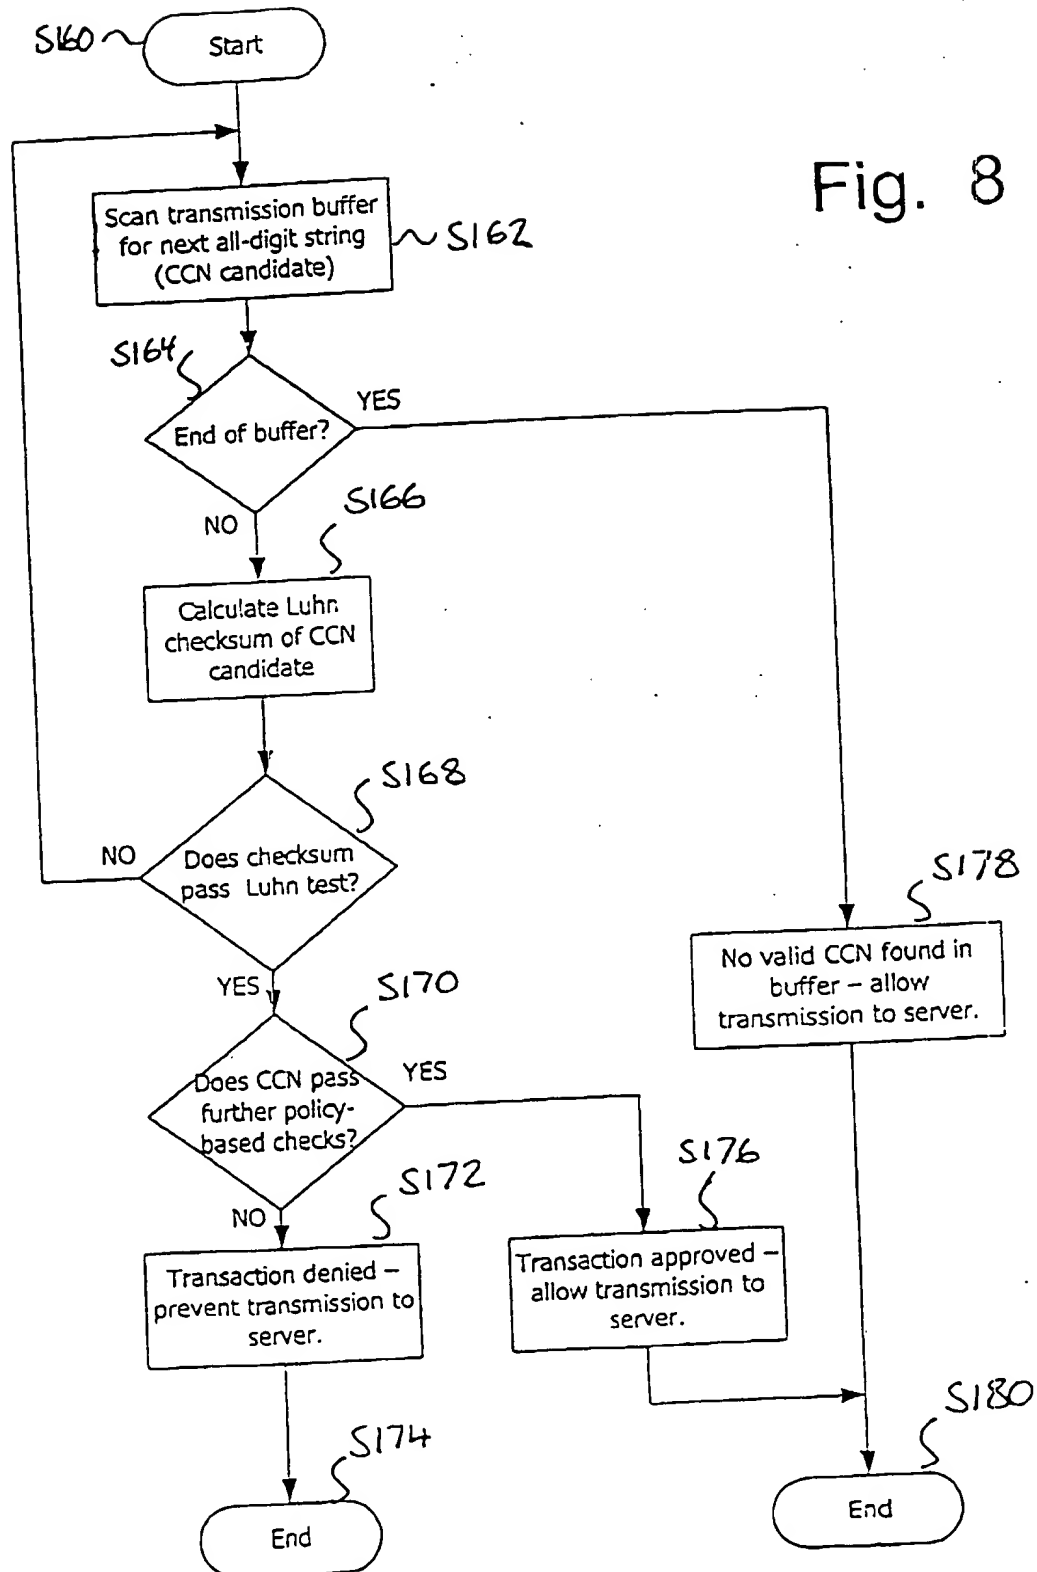 S160
Start
Fig. 8
Scan transmission buffer
for next all-digit string
(CCN candidate)
S162
S164
End of buffer?
YES
NO
S166
Calculate Luhn
checksum of CCN
candidate
S168
Does checksum
pass Luhn test?
NO
YES
S170
Does CCN pass
further policy-
based checks?
YES
NO
S178
No valid CCN found in
buffer – allow
transmission to server.
S172
Transaction denied –
prevent transmission to
server.
S176
Transaction approved –
allow transmission to
server.
S174
End
S180
End